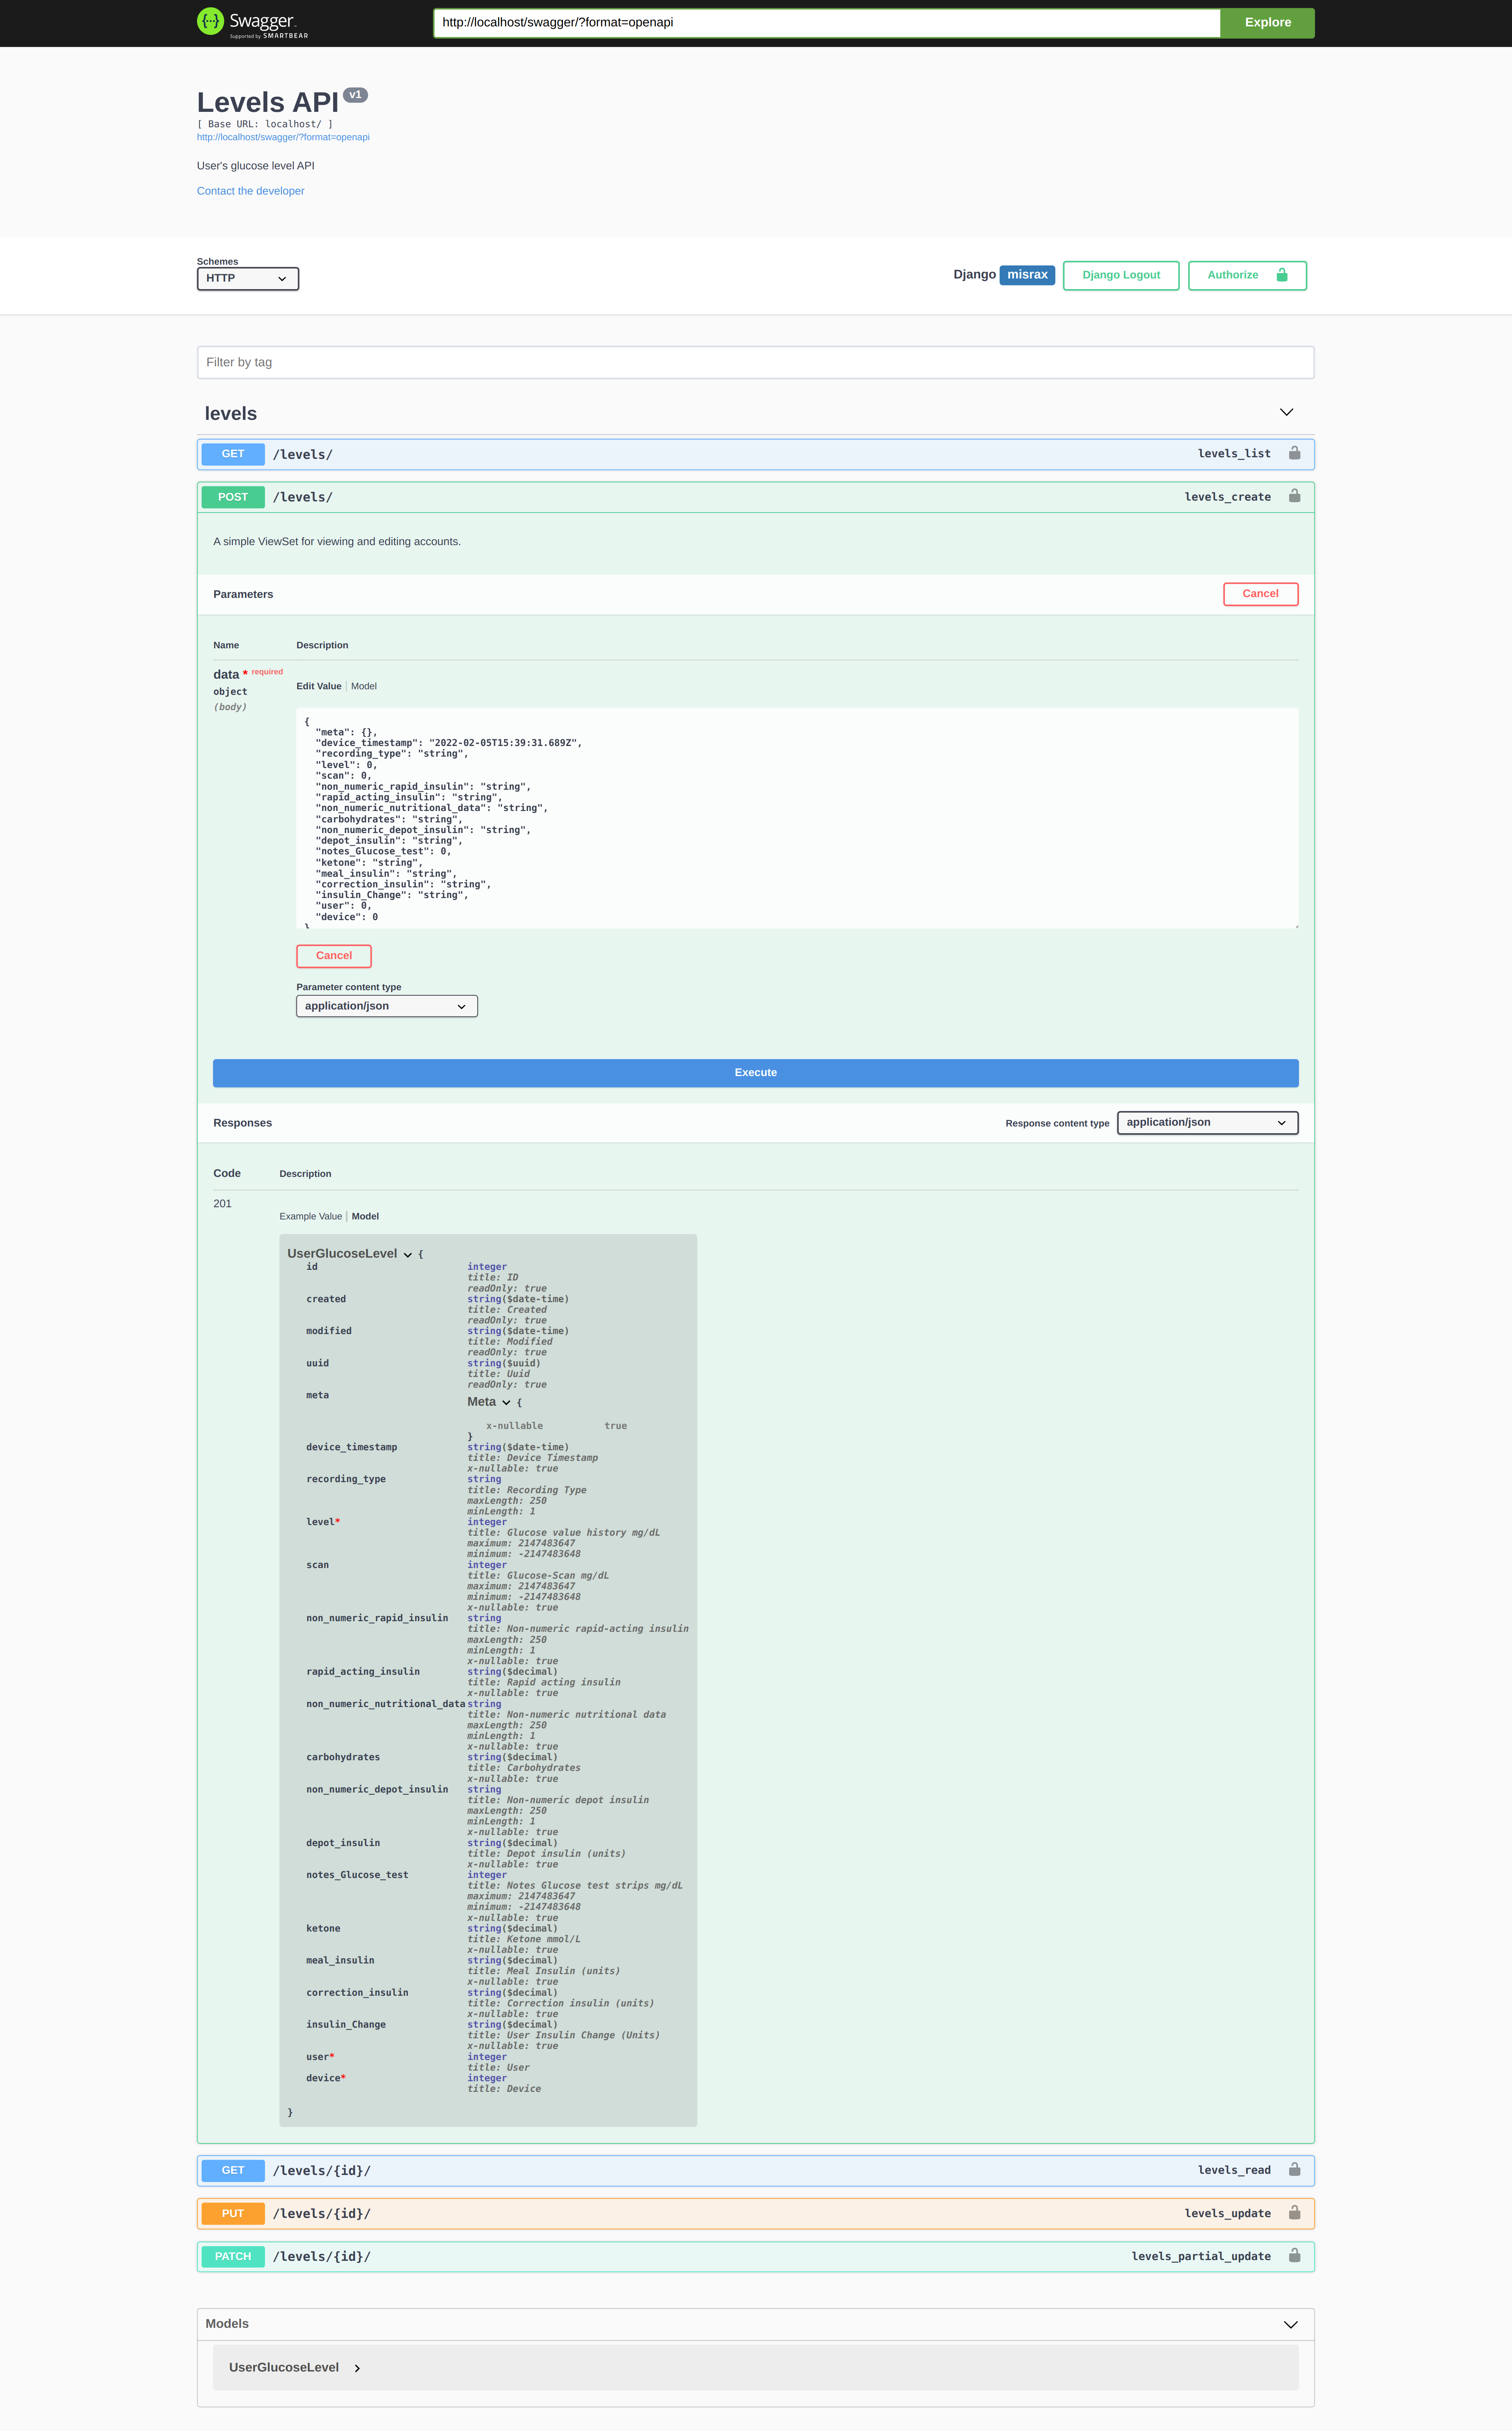 Swagger
Supported by SMARTBEAR
http://localhost/swagger/?format=openapi
Explore
Levels API v1
[ Base URL: localhost/ ]
http://localhost/swagger/?format=openapi
User's glucose level API
Contact the developer
Schemes
HTTP
Django misrax Django Logout Authorize
Filter by tag
levels
GET /levels/ levels_list
POST /levels/ levels_create
A simple ViewSet for viewing and editing accounts.
Parameters Cancel
Name Description
data * required
object
(body)
Edit Value | Model
{
"meta": {},
"device_timestamp": "2022-02-05T15:39:31.689Z",
"recording_type": "string",
"level": 0,
"scan": 0,
"non_numeric_rapid_insulin": "string",
"rapid_acting_insulin": "string",
"non_numeric_nutritional_data": "string",
"carbohydrates": "string",
"non_numeric_depot_insulin": "string",
"depot_insulin": "string",
"notes_Glucose_test": 0,
"ketone": "string",
"meal_insulin": "string",
"correction_insulin": "string",
"insulin_Change": "string",
"user": 0,
"device": 0
}
Cancel
Parameter content type
application/json
Execute
Responses Response content type application/json
Code Description
201
Example Value | Model
UserGlucoseLevel {
id integer
title: ID
readOnly: true
created string($date-time)
title: Created
readOnly: true
modified string($date-time)
title: Modified
readOnly: true
uuid string($uuid)
title: Uuid
readOnly: true
meta Meta {
x-nullable true
}
device_timestamp string($date-time)
title: Device Timestamp
x-nullable: true
recording_type string
title: Recording Type
maxLength: 250
minLength: 1
level* integer
title: Glucose value history mg/dL
maximum: 2147483647
minimum: -2147483648
scan integer
title: Glucose-Scan mg/dL
maximum: 2147483647
minimum: -2147483648
x-nullable: true
non_numeric_rapid_insulin string
title: Non-numeric rapid-acting insulin
maxLength: 250
minLength: 1
x-nullable: true
rapid_acting_insulin string($decimal)
title: Rapid acting insulin
x-nullable: true
non_numeric_nutritional_data string
title: Non-numeric nutritional data
maxLength: 250
minLength: 1
x-nullable: true
carbohydrates string($decimal)
title: Carbohydrates
x-nullable: true
non_numeric_depot_insulin string
title: Non-numeric depot insulin
maxLength: 250
minLength: 1
x-nullable: true
depot_insulin string($decimal)
title: Depot insulin (units)
x-nullable: true
notes_Glucose_test integer
title: Notes Glucose test strips mg/dL
maximum: 2147483647
minimum: -2147483648
x-nullable: true
ketone string($decimal)
title: Ketone mmol/L
x-nullable: true
meal_insulin string($decimal)
title: Meal Insulin (units)
x-nullable: true
correction_insulin string($decimal)
title: Correction insulin (units)
x-nullable: true
insulin_Change string($decimal)
title: User Insulin Change (Units)
x-nullable: true
user* integer
title: User
device* integer
title: Device
}
GET /levels/{id}/ levels_read
PUT /levels/{id}/ levels_update
PATCH /levels/{id}/ levels_partial_update
Models
UserGlucoseLevel